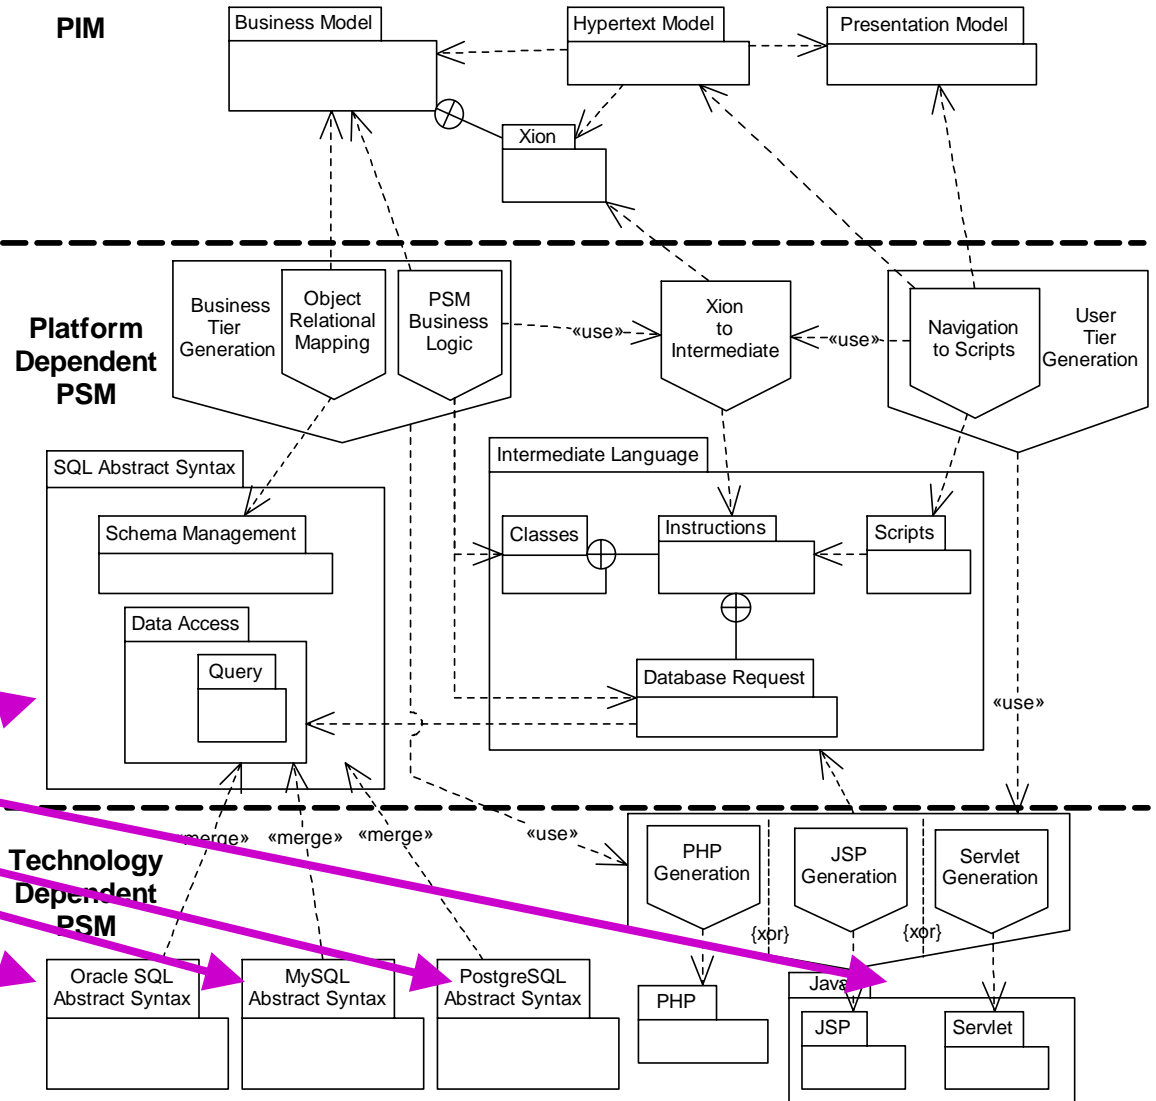 PIM
Business Model
Hypertext Model
Presentation Model
Xion
Platform
Dependent
PSM
Business
Tier
Generation
Object
Relational
Mapping
PSM
Business
Logic
«use»
Xion
to
Intermediate
«use»
Navigation
to Scripts
User
Tier
Generation
SQL Abstract Syntax
Schema Management
Data Access
Query
Intermediate Language
Classes
Instructions
Scripts
Database Request
«use»
Technology
Dependent
PSM
«merge»
«merge»
«merge»
«use»
PHP
Generation
JSP
Generation
Servlet
Generation
{xor}
{xor}
Oracle SQL
Abstract Syntax
MySQL
Abstract Syntax
PostgreSQL
Abstract Syntax
PHP
Java
JSP
Servlet